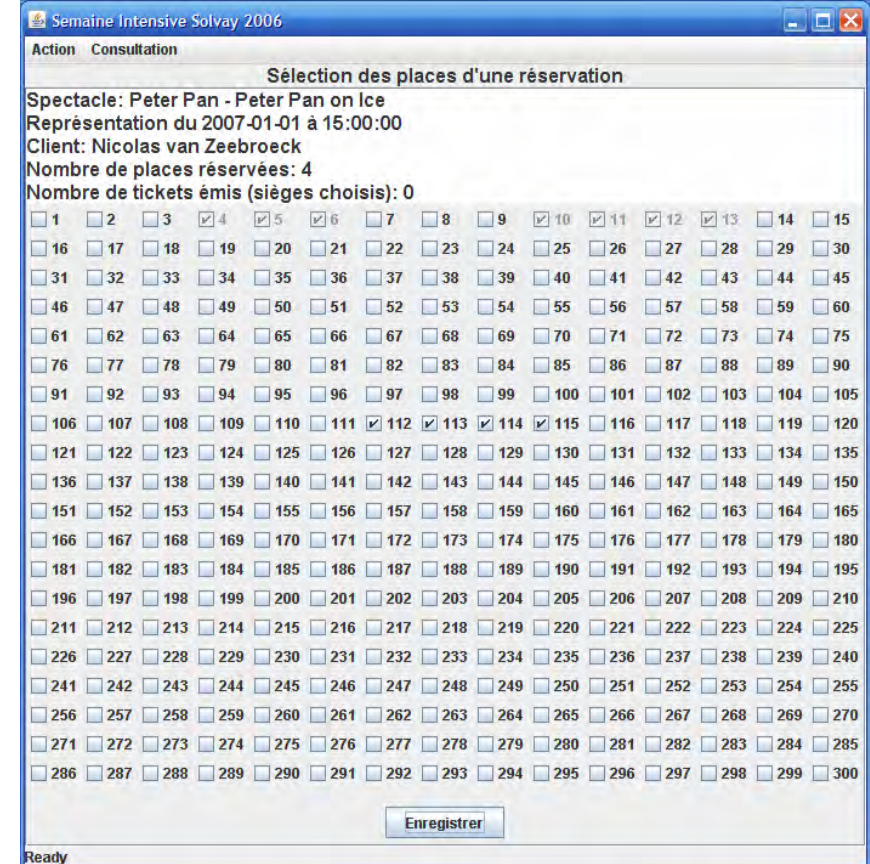 Semaine Intensive Solvay 2006
Action Consultation
Sélection des places d'une réservation
Spectacle: Peter Pan - Peter Pan on Ice
Représentation du 2007-01-01 à 15:00:00
Client: Nicolas van Zeebroeck
Nombre de places réservées: 4
Nombre de tickets émis (sièges choisis): 0
1 2 3 4 5 6 7 8 9 10 11 12 13 14 15
16 17 18 19 20 21 22 23 24 25 26 27 28 29 30
31 32 33 34 35 36 37 38 39 40 41 42 43 44 45
46 47 48 49 50 51 52 53 54 55 56 57 58 59 60
61 62 63 64 65 66 67 68 69 70 71 72 73 74 75
76 77 78 79 80 81 82 83 84 85 86 87 88 89 90
91 92 93 94 95 96 97 98 99 100 101 102 103 104 105
106 107 108 109 110 111 112 113 114 115 116 117 118 119 120
121 122 123 124 125 126 127 128 129 130 131 132 133 134 135
136 137 138 139 140 141 142 143 144 145 146 147 148 149 150
151 152 153 154 155 156 157 158 159 160 161 162 163 164 165
166 167 168 169 170 171 172 173 174 175 176 177 178 179 180
181 182 183 184 185 186 187 188 189 190 191 192 193 194 195
196 197 198 199 200 201 202 203 204 205 206 207 208 209 210
211 212 213 214 215 216 217 218 219 220 221 222 223 224 225
226 227 228 229 230 231 232 233 234 235 236 237 238 239 240
241 242 243 244 245 246 247 248 249 250 251 252 253 254 255
256 257 258 259 260 261 262 263 264 265 266 267 268 269 270
271 272 273 274 275 276 277 278 279 280 281 282 283 284 285
286 287 288 289 290 291 292 293 294 295 296 297 298 299 300
Enregistrer
Ready